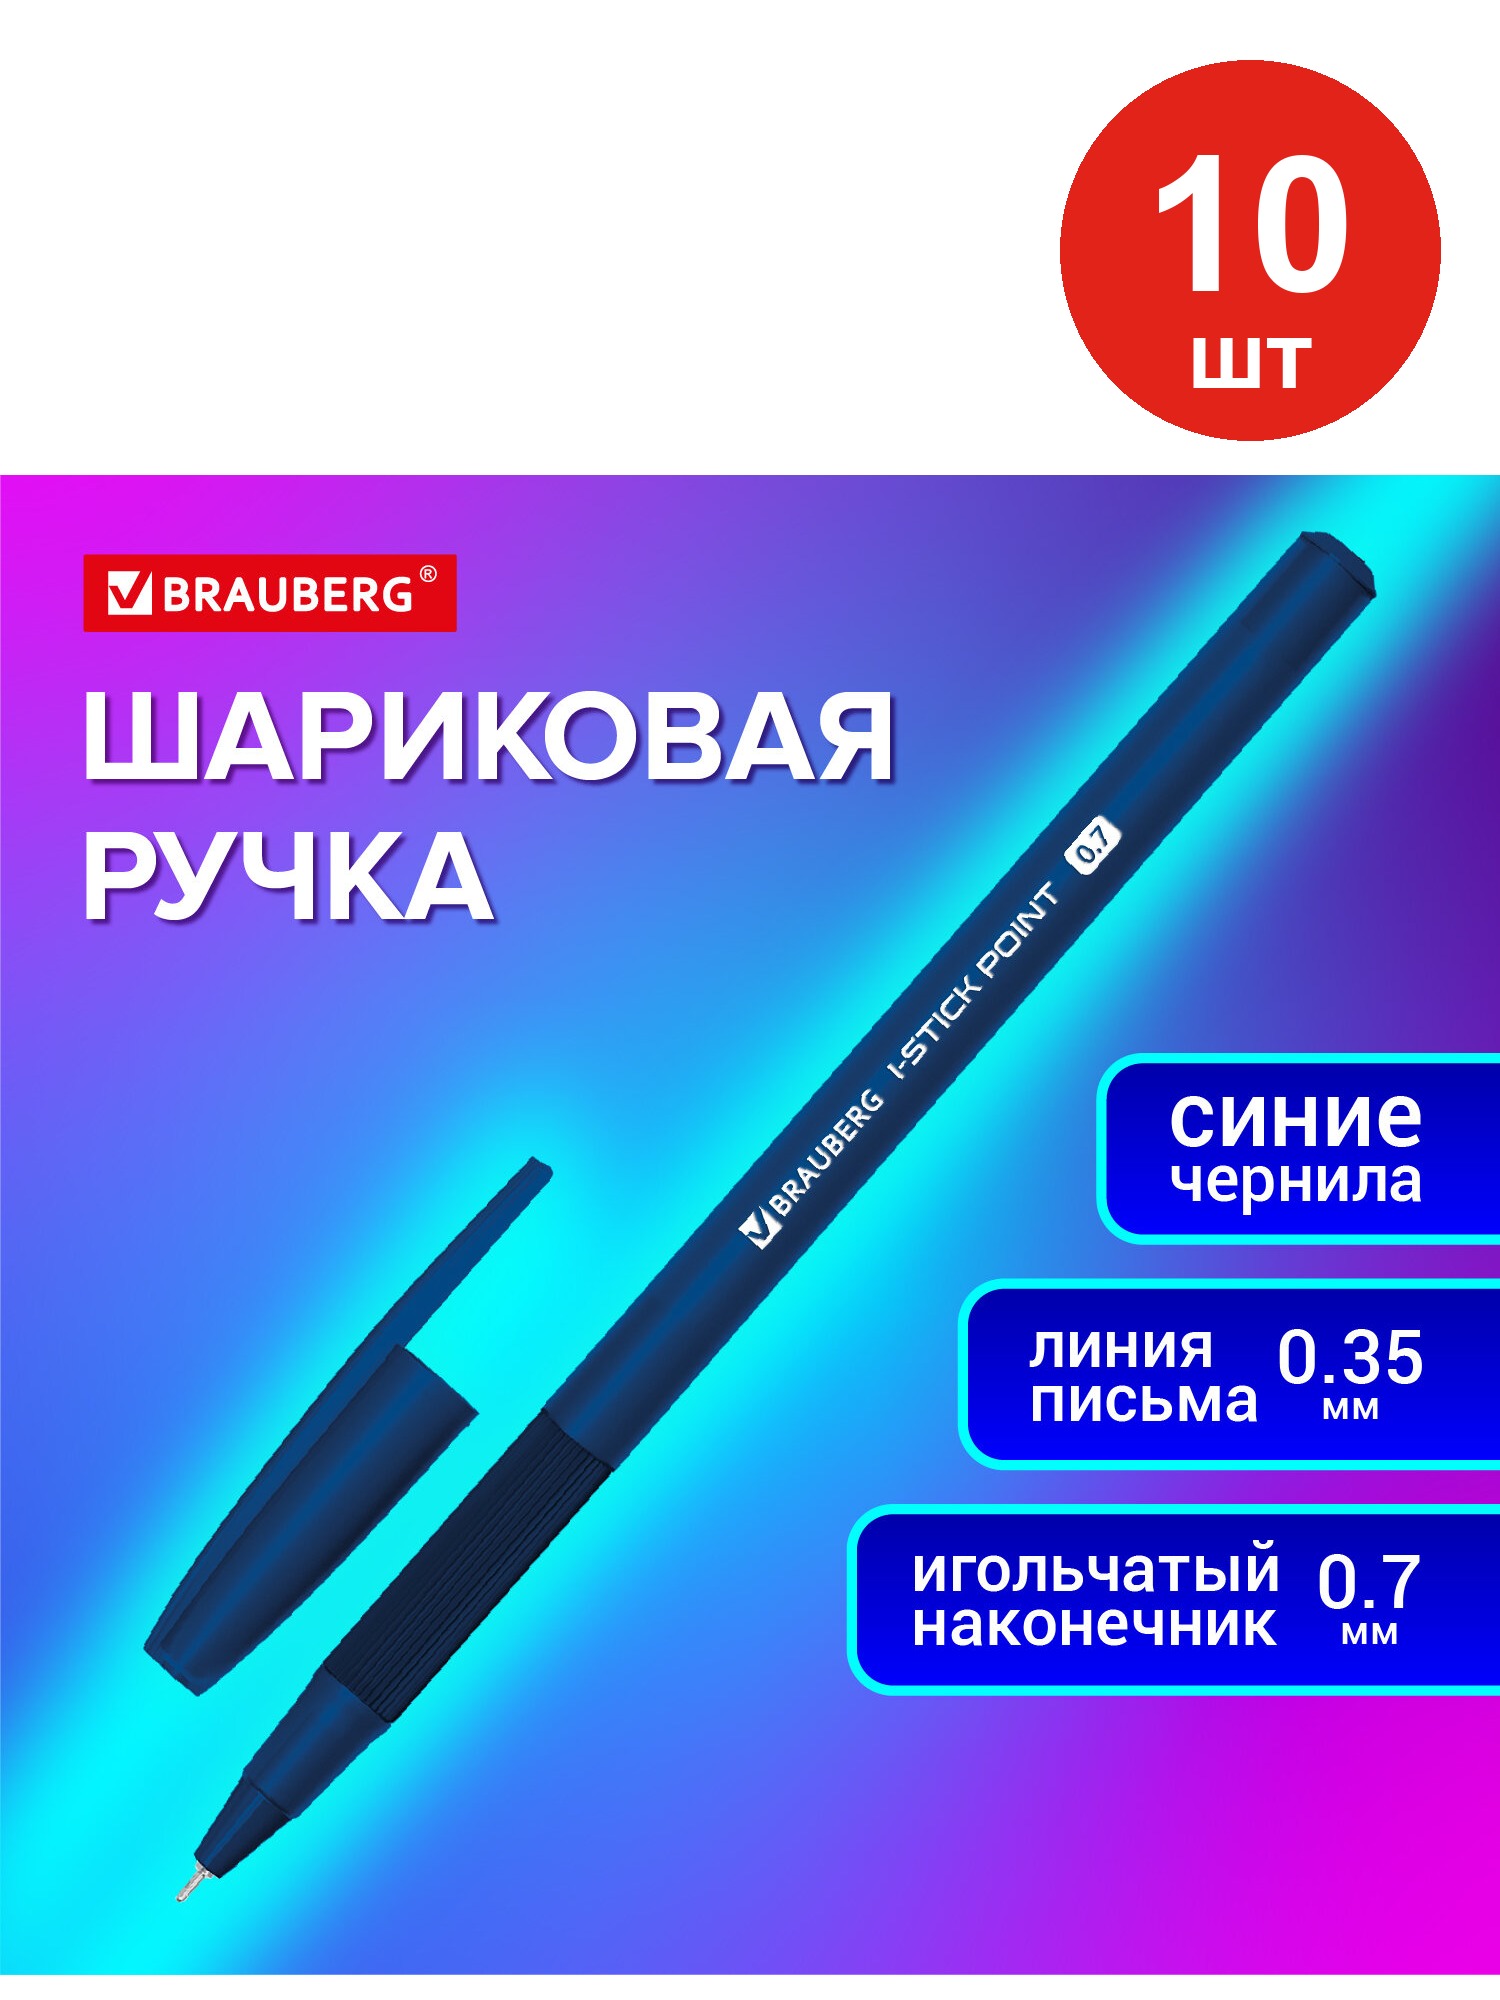 10
шт
BRAUBERG®
ШАРИКОВАЯ
РУЧКА
BRAUBERG I-STICK POINT 0.7
синие
чернила
линия
письма
0.35
мм
игольчатый
наконечник
0.7
мм